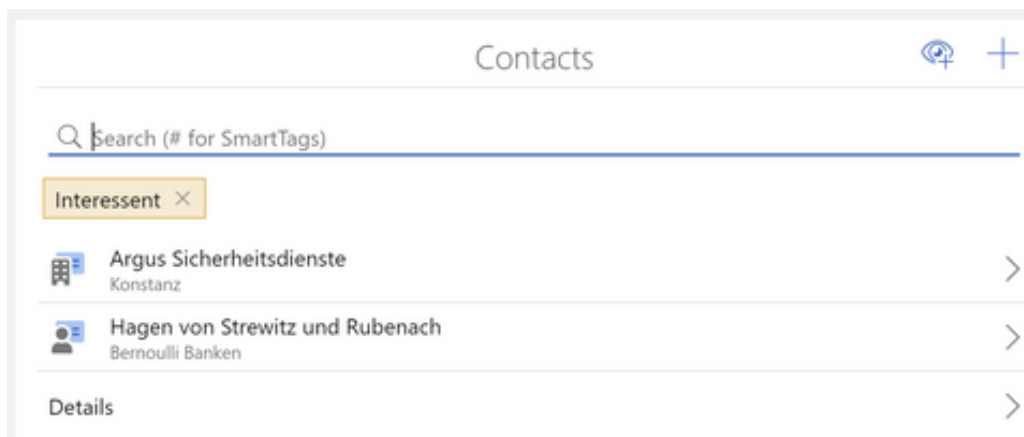 Contacts
Search (# for SmartTags)
Interessent
Argus Sicherheitsdienste
Konstanz
Hagen von Strewitz und Rubenach
Bernoulli Banken
Details